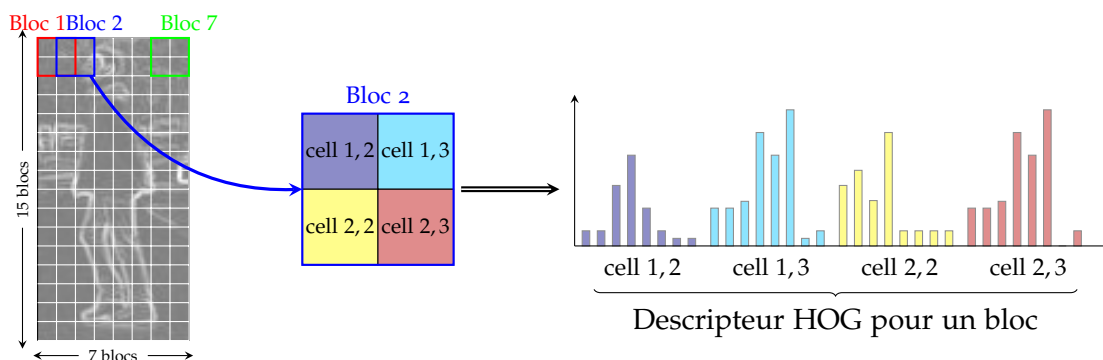 Bloc 1 Bloc 2 Bloc 7
15 blocs
7 blocs
Bloc 2
cell 1, 2 cell 1, 3
cell 2, 2 cell 2, 3
cell 1, 2 cell 1, 3 cell 2, 2 cell 2, 3
Descripteur HOG pour un bloc